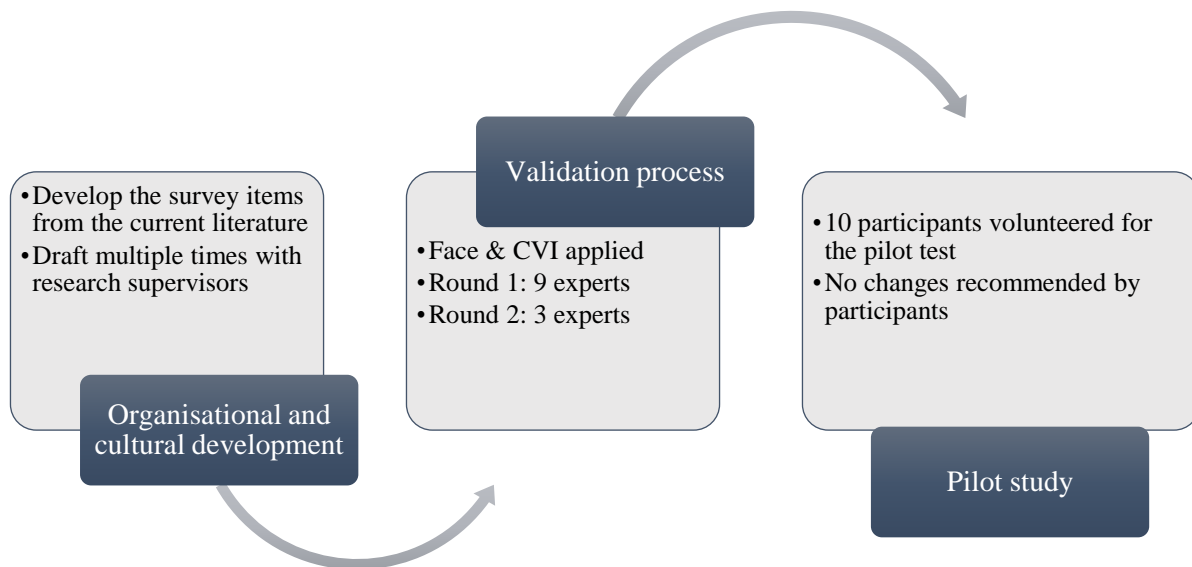 •Develop the survey items
from the current literature
•Draft multiple times with
research supervisors
Organisational and
cultural development
Validation process
•Face & CVI applied
•Round 1: 9 experts
•Round 2: 3 experts
•10 participants volunteered for
the pilot test
•No changes recommended by
participants
Pilot study